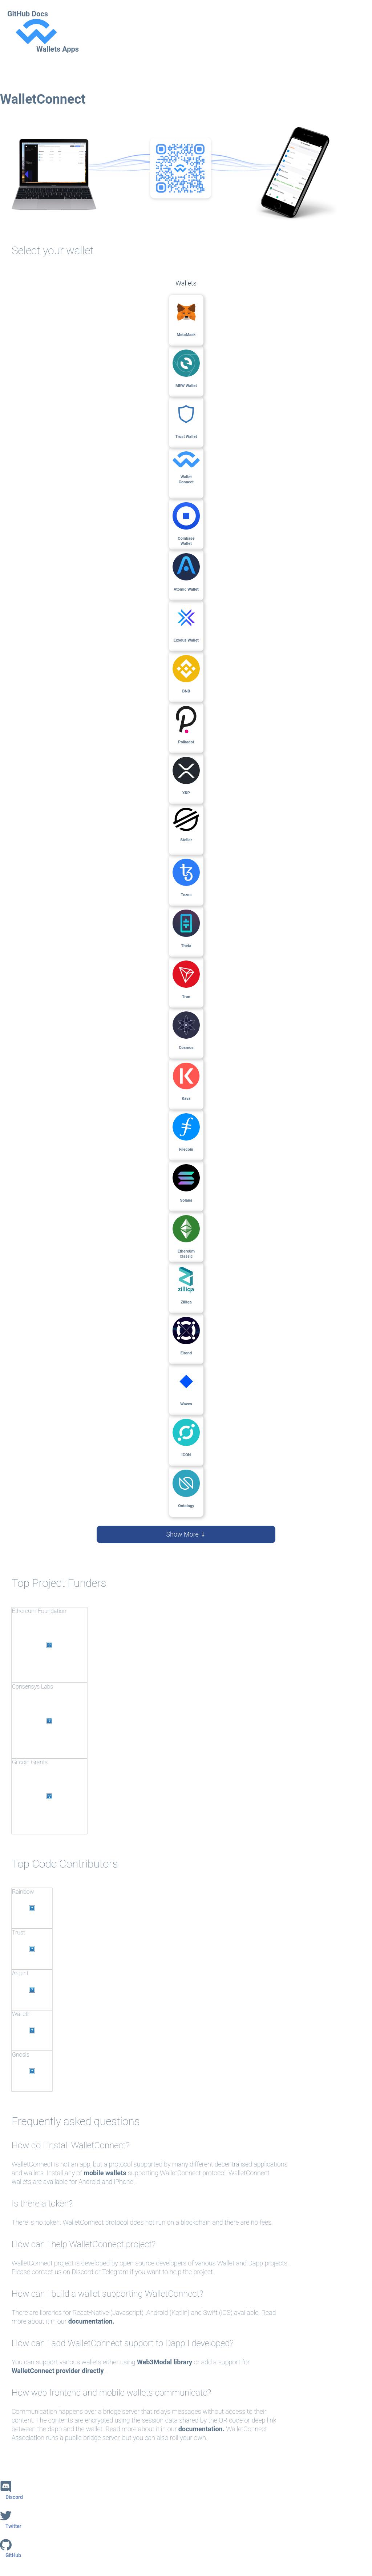 GitHub Docs
Wallets Apps
WalletConnect
Select your wallet
Wallets
MetaMask
MEW Wallet
Trust Wallet
Wallet
Connect
Coinbase
Wallet
Atomic Wallet
Exodus Wallet
BNB
Polkadot
XRP
Stellar
Tezos
Theta
Tron
Cosmos
Kava
Filecoin
Solana
Ethereum
Classic
zilliqa
Zilliqa
Elrond
Waves
ICON
Ontology
Show More ↓
Top Project Funders
Ethereum Foundation
Consensys Labs
Gitcoin Grants
Top Code Contributors
Rainbow
Trust
Argent
Walleth
Gnosis
Frequently asked questions
How do I install WalletConnect?
WalletConnect is not an app, but a protocol supported by many different decentralised applications
and wallets. Install any of mobile wallets supporting WalletConnect protocol. WalletConnect
wallets are available for Android and iPhone.
Is there a token?
There is no token. WalletConnect protocol does not run on a blockchain and there are no fees.
How can I help WalletConnect project?
WalletConnect project is developed by open source developers of various Wallet and Dapp projects.
Please contact us on Discord or Telegram if you want to help the project.
How can I build a wallet supporting WalletConnect?
There are libraries for React-Native (Javascript), Android (Kotlin) and Swift (iOS) available. Read
more about it in our documentation.
How can I add WalletConnect support to Dapp I developed?
You can support various wallets either using Web3Modal library or add a support for
WalletConnect provider directly
How web frontend and mobile wallets communicate?
Communication happens over a bridge server that relays messages without access to their
content. The contents are encrypted using the session data shared by the QR code or deep link
between the dapp and the wallet. Read more about it in our documentation. WalletConnect
Association runs a public bridge server but you can also roll your own.
Discord
Twitter
GitHub